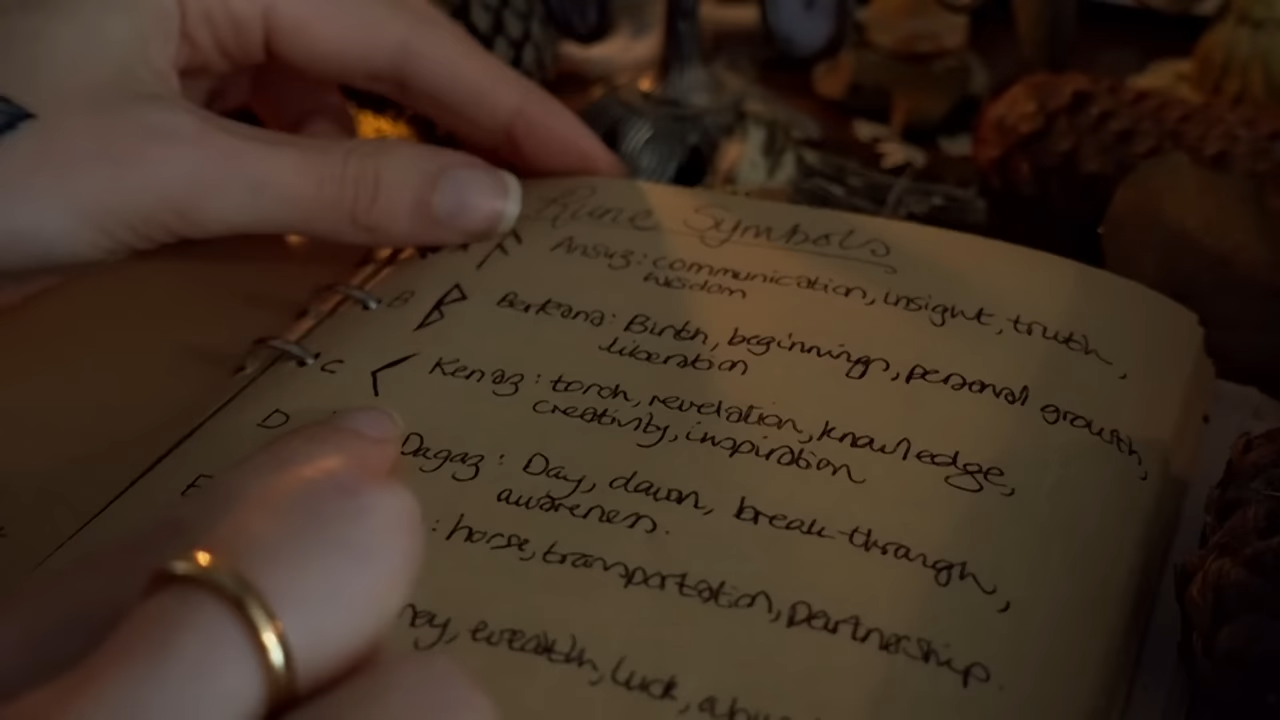 Rune Symbols
Ansuz: communication, insight, truth,
wisdom
B ᛒ Berkana: Birth, beginnings, personal growth,
liberation
C ᚲ Kenaz: torch, revelation, knowledge,
creativity, inspiration
D Dagaz: Day, dawn, break-through,
awareness.
: horse, transportation, partnership.
F
ney, wealth, luck,